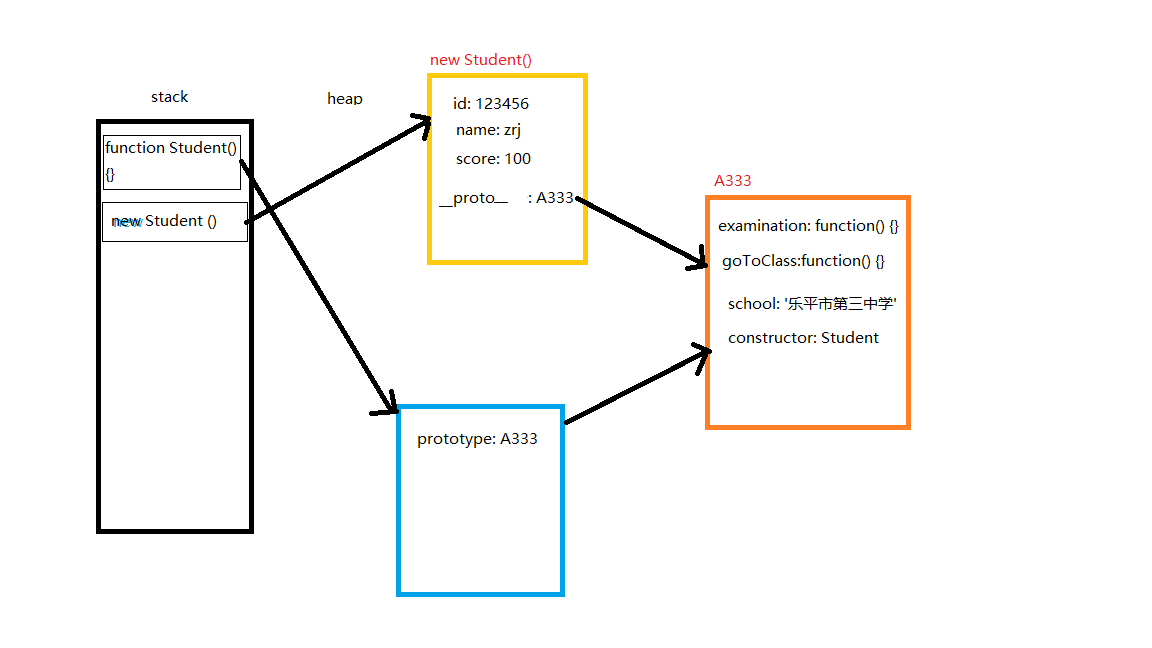 stack
function Student()
{}
new Student ()
heap
new Student()
id: 123456
name: zrj
score: 100
__proto__ : A333
prototype: A333
A333
examination: function() {}
goToClass:function() {}
school: '乐平市第三中学'
constructor: Student